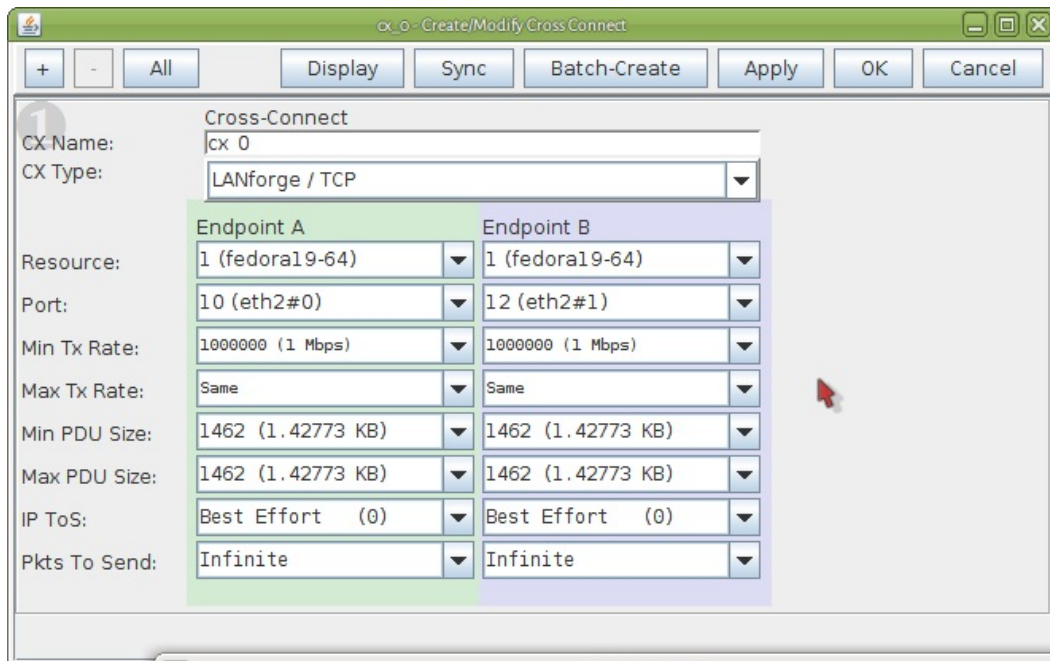 cx_0 - Create/Modify Cross Connect
+ - All Display Sync Batch-Create Apply OK Cancel
1
Cross-Connect
CX Name: cx 0
CX Type: LANforge / TCP
Endpoint A Endpoint B
Resource: 1 (fedora19-64) 1 (fedora19-64)
Port: 10 (eth2#0) 12 (eth2#1)
Min Tx Rate: 1000000 (1 Mbps) 1000000 (1 Mbps)
Max Tx Rate: Same Same
Min PDU Size: 1462 (1.42773 KB) 1462 (1.42773 KB)
Max PDU Size: 1462 (1.42773 KB) 1462 (1.42773 KB)
IP ToS: Best Effort (0) Best Effort (0)
Pkts To Send: Infinite Infinite